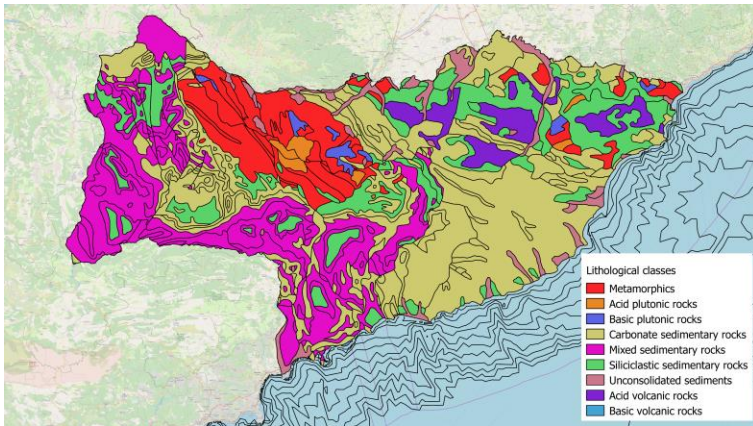 Lithological classes
Metamorphics
Acid plutonic rocks
Basic plutonic rocks
Carbonate sedimentary rocks
Mixed sedimentary rocks
Siliciclastic sedimentary rocks
Unconsolidated sediments
Acid volcanic rocks
Basic volcanic rocks